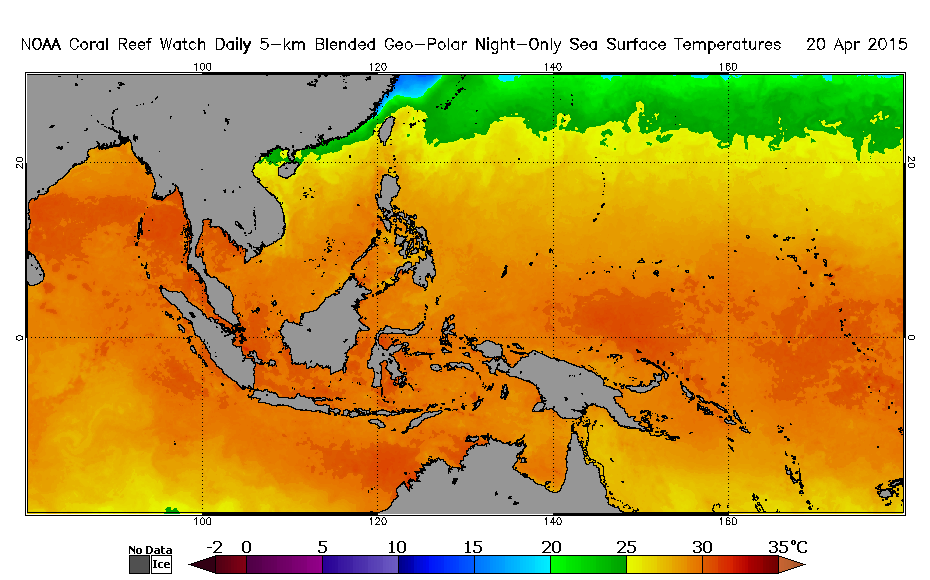 NOAA Coral Reef Watch Daily 5-km Blended Geo-Polar Night-Only Sea Surface Temperatures 20 Apr 2015
100 120 140 160
20 20
0 0
100 120 140 160
No Data -2 0 5 10 15 20 25 30 35°C
Ice